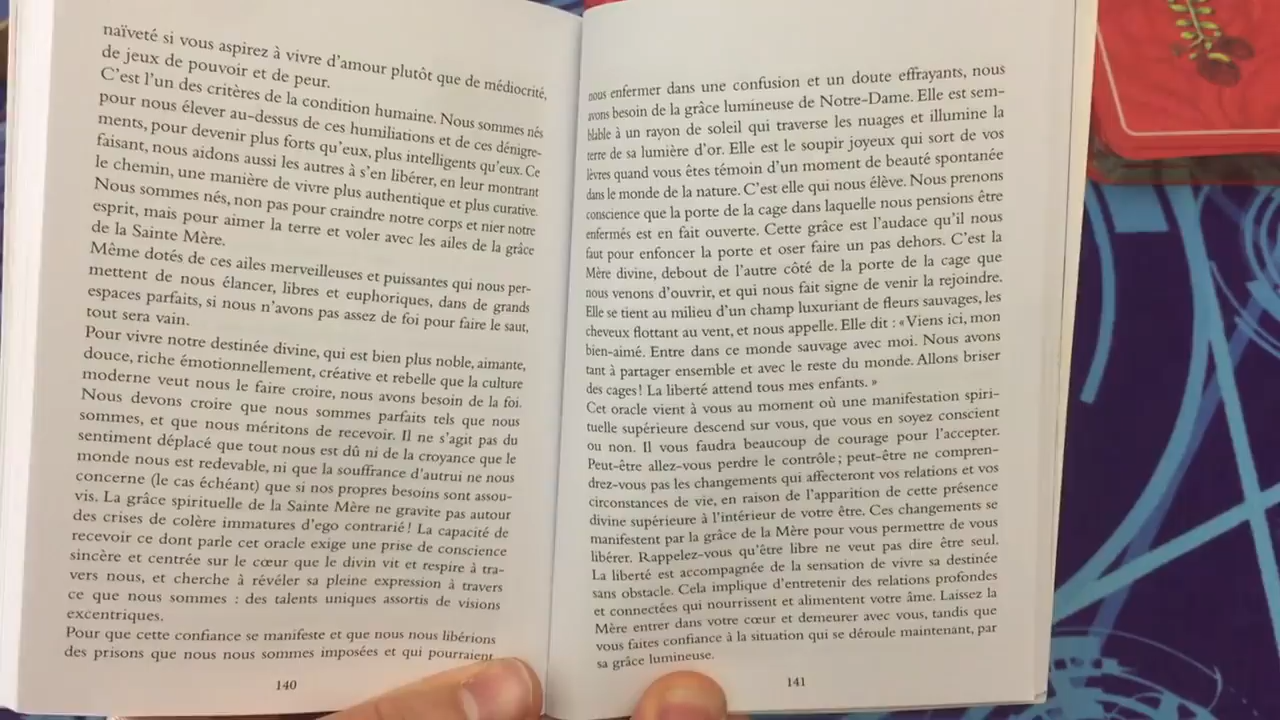 naïveté si vous aspirez à vivre d'amour plutôt que de médiocrité,
de jeux de pouvoir et de peur.
C'est l'un des critères de la condition humaine. Nous sommes nés
pour nous élever au-dessus de ces humiliations et de ces dénigre-
ments, pour devenir plus forts qu'eux, plus intelligents qu'eux. Ce
faisant, nous aidons aussi les autres à s'en libérer, en leur montrant
le chemin, une manière de vivre plus authentique et plus curative.
Nous sommes nés, non pas pour craindre notre corps et nier notre
esprit, mais pour aimer la terre et voler avec les ailes de la grâce
de la Sainte Mère.
Même dotés de ces ailes merveilleuses et puissantes qui nous per-
mettent de nous élancer, libres et euphoriques, dans de grands
espaces parfaits, si nous n'avons pas assez de foi pour faire le saut,
tout sera vain.
Pour vivre notre destinée divine, qui est bien plus noble, aimante,
douce, riche émotionnellement, créative et rebelle que la culture
moderne veut nous le faire croire, nous avons besoin de la foi.
Nous devons croire que nous sommes parfaits tels que nous
sommes, et que nous méritons de recevoir. Il ne s'agit pas du
sentiment déplacé que tout nous est dû ni de la croyance que le
monde nous est redevable, ni que la souffrance d'autrui ne nous
concerne (le cas échéant) que si nos propres besoins sont assou-
vis. La grâce spirituelle de la Sainte Mère ne gravite pas autour
des crises de colère immatures d'ego contrarié! La capacité de
recevoir ce dont parle cet oracle exige une prise de conscience
sincère et centrée sur le cœur que le divin vit et respire à tra-
vers nous, et cherche à révéler sa pleine expression à travers
ce que nous sommes : des talents uniques assortis de visions
excentriques.
Pour que cette confiance se manifeste et que nous nous libérions
des prisons que nous nous sommes imposées et qui pourraient
140
nous enfermer dans une confusion et un doute effrayants, nous
avons besoin de la grâce lumineuse de Notre-Dame. Elle est sem-
blable à un rayon de soleil qui traverse les nuages et illumine la
terre de sa lumière d'or. Elle est le soupir joyeux qui sort de vos
lèvres quand vous êtes témoin d'un moment de beauté spontanée
dans le monde de la nature. C'est elle qui nous élève. Nous prenons
conscience que la porte de la cage dans laquelle nous pensions être
enfermés est en fait ouverte. Cette grâce est l'audace qu'il nous
faut pour enfoncer la porte et oser faire un pas dehors. C'est la
Mère divine, debout de l'autre côté de la porte de la cage que
nous venons d'ouvrir, et qui nous fait signe de venir la rejoindre.
Elle se tient au milieu d'un champ luxuriant de fleurs sauvages, les
cheveux flottant au vent, et nous appelle. Elle dit : « Viens ici, mon
bien-aimé. Entre dans ce monde sauvage avec moi. Nous avons
tant à partager ensemble et avec le reste du monde. Allons briser
des cages! La liberté attend tous mes enfants. »
Cet oracle vient à vous au moment où une manifestation spiri-
tuelle supérieure descend sur vous, que vous en soyez conscient
ou non. Il vous faudra beaucoup de courage pour l'accepter.
Peut-être allez-vous perdre le contrôle ; peut-être ne compren-
drez-vous pas les changements qui affecteront vos relations et vos
circonstances de vie, en raison de l'apparition de cette présence
divine supérieure à l'intérieur de votre être. Ces changements se
manifestent par la grâce de la Mère pour vous permettre de vous
libérer. Rappelez-vous qu'être libre ne veut pas dire être seul.
La liberté est accompagnée de la sensation de vivre sa destinée
sans obstacle. Cela implique d'entretenir des relations profondes
et connectées qui nourrissent et alimentent votre âme. Laissez la
Mère entrer dans votre cœur et demeurer avec vous, tandis que
vous faites confiance à la situation qui se déroule maintenant, par
sa grâce lumineuse.
141